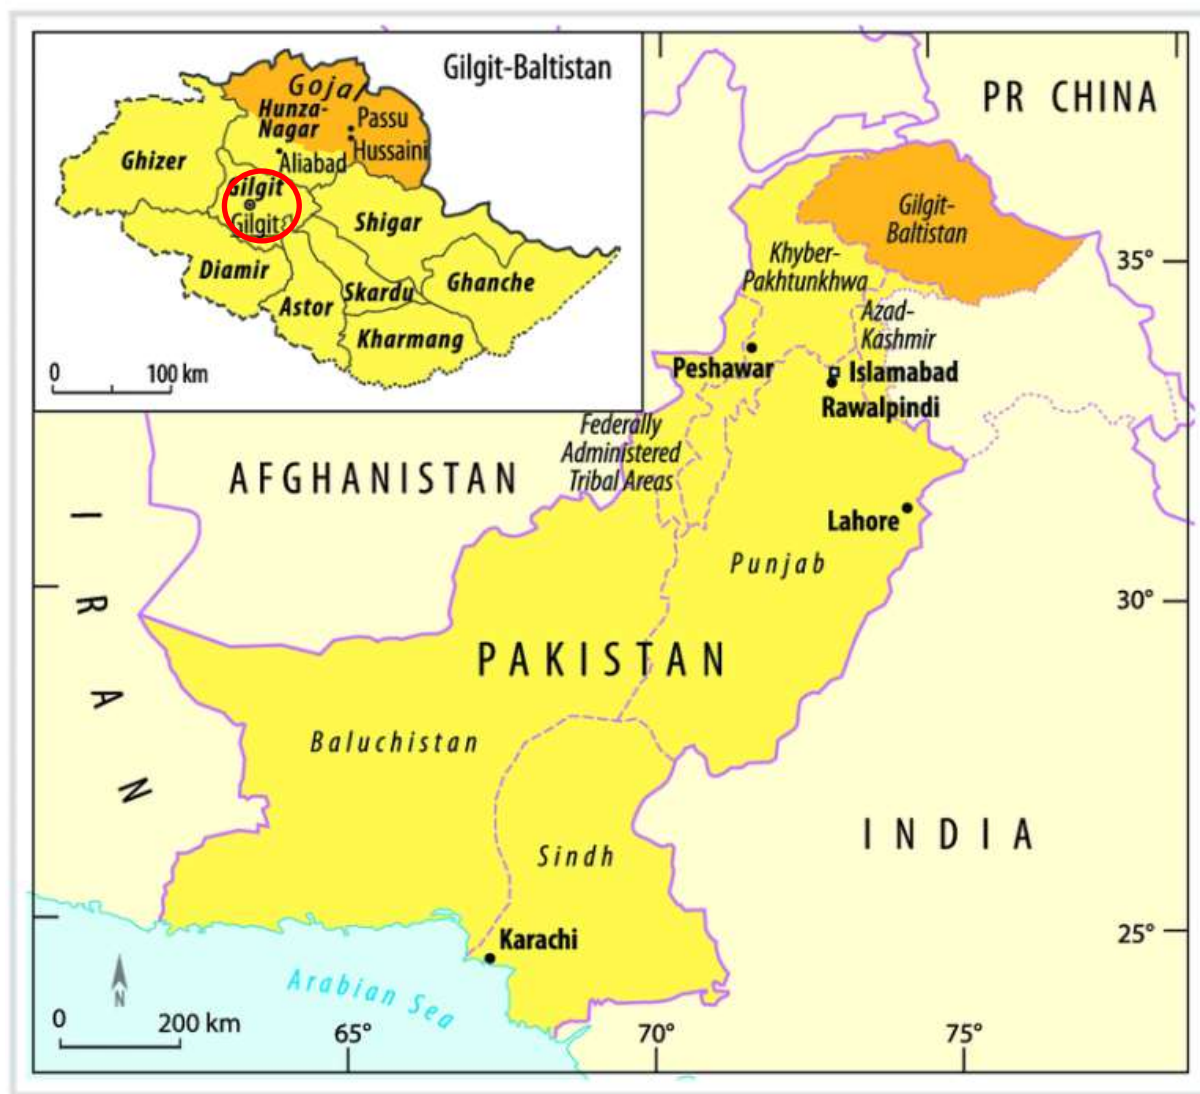 Gilgit-Baltistan
Gojal
Hunza-
Nagar
Passu
Hussaini
Ghizer
Aliabad
Gilgit
Gilgit
Shigar
Diamir
Skardu
Ghanche
Astor
Kharmang
0 100 km
PR CHINA
Gilgit-
Baltistan
Khyber-
Pakhtunkhwa
35°
Azad-
Kashmir
Peshawar
Islamabad
Rawalpindi
Federally
Administered
Tribal Areas
AFGHANISTAN
IRAN
Lahore
Punjab
30°
PAKISTAN
Baluchistan
INDIA
Sindh
Karachi
25°
Arabian Sea
N
0 200 km
65°
70°
75°